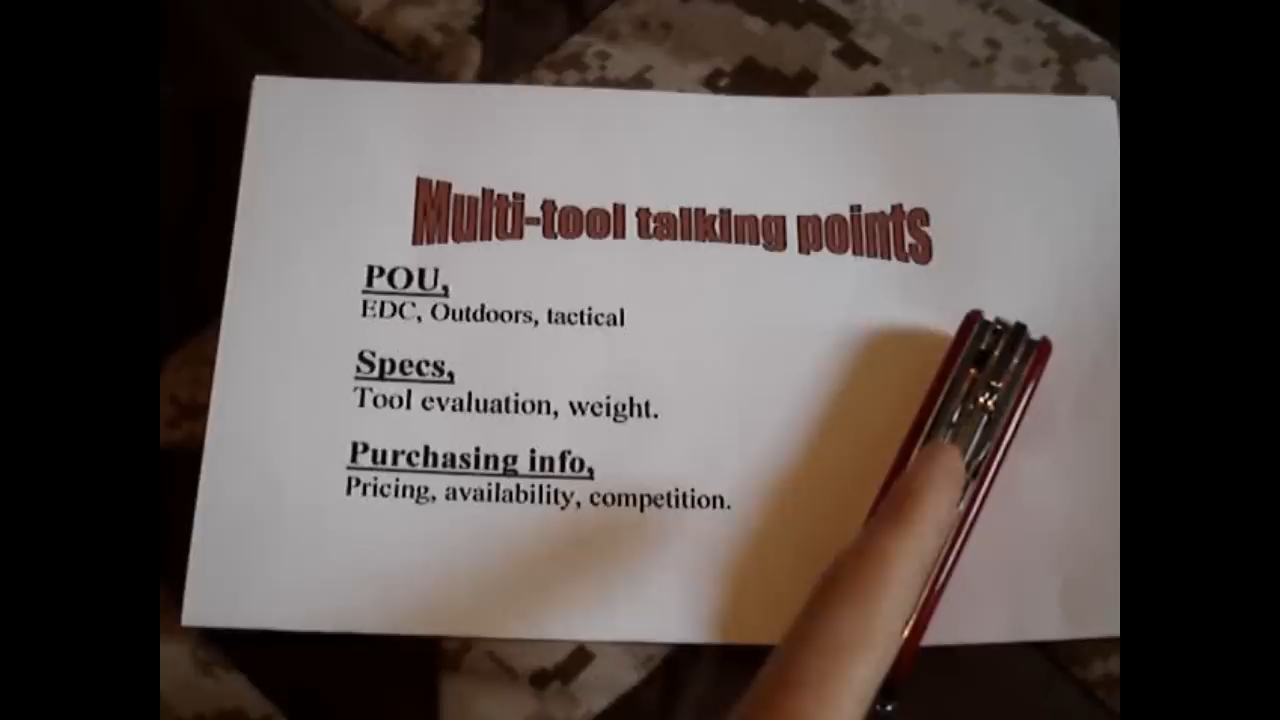 Multi-tool talking points
POU,
EDC, Outdoors, tactical
Specs,
Tool evaluation, weight.
Purchasing info,
Pricing, availability, competition.